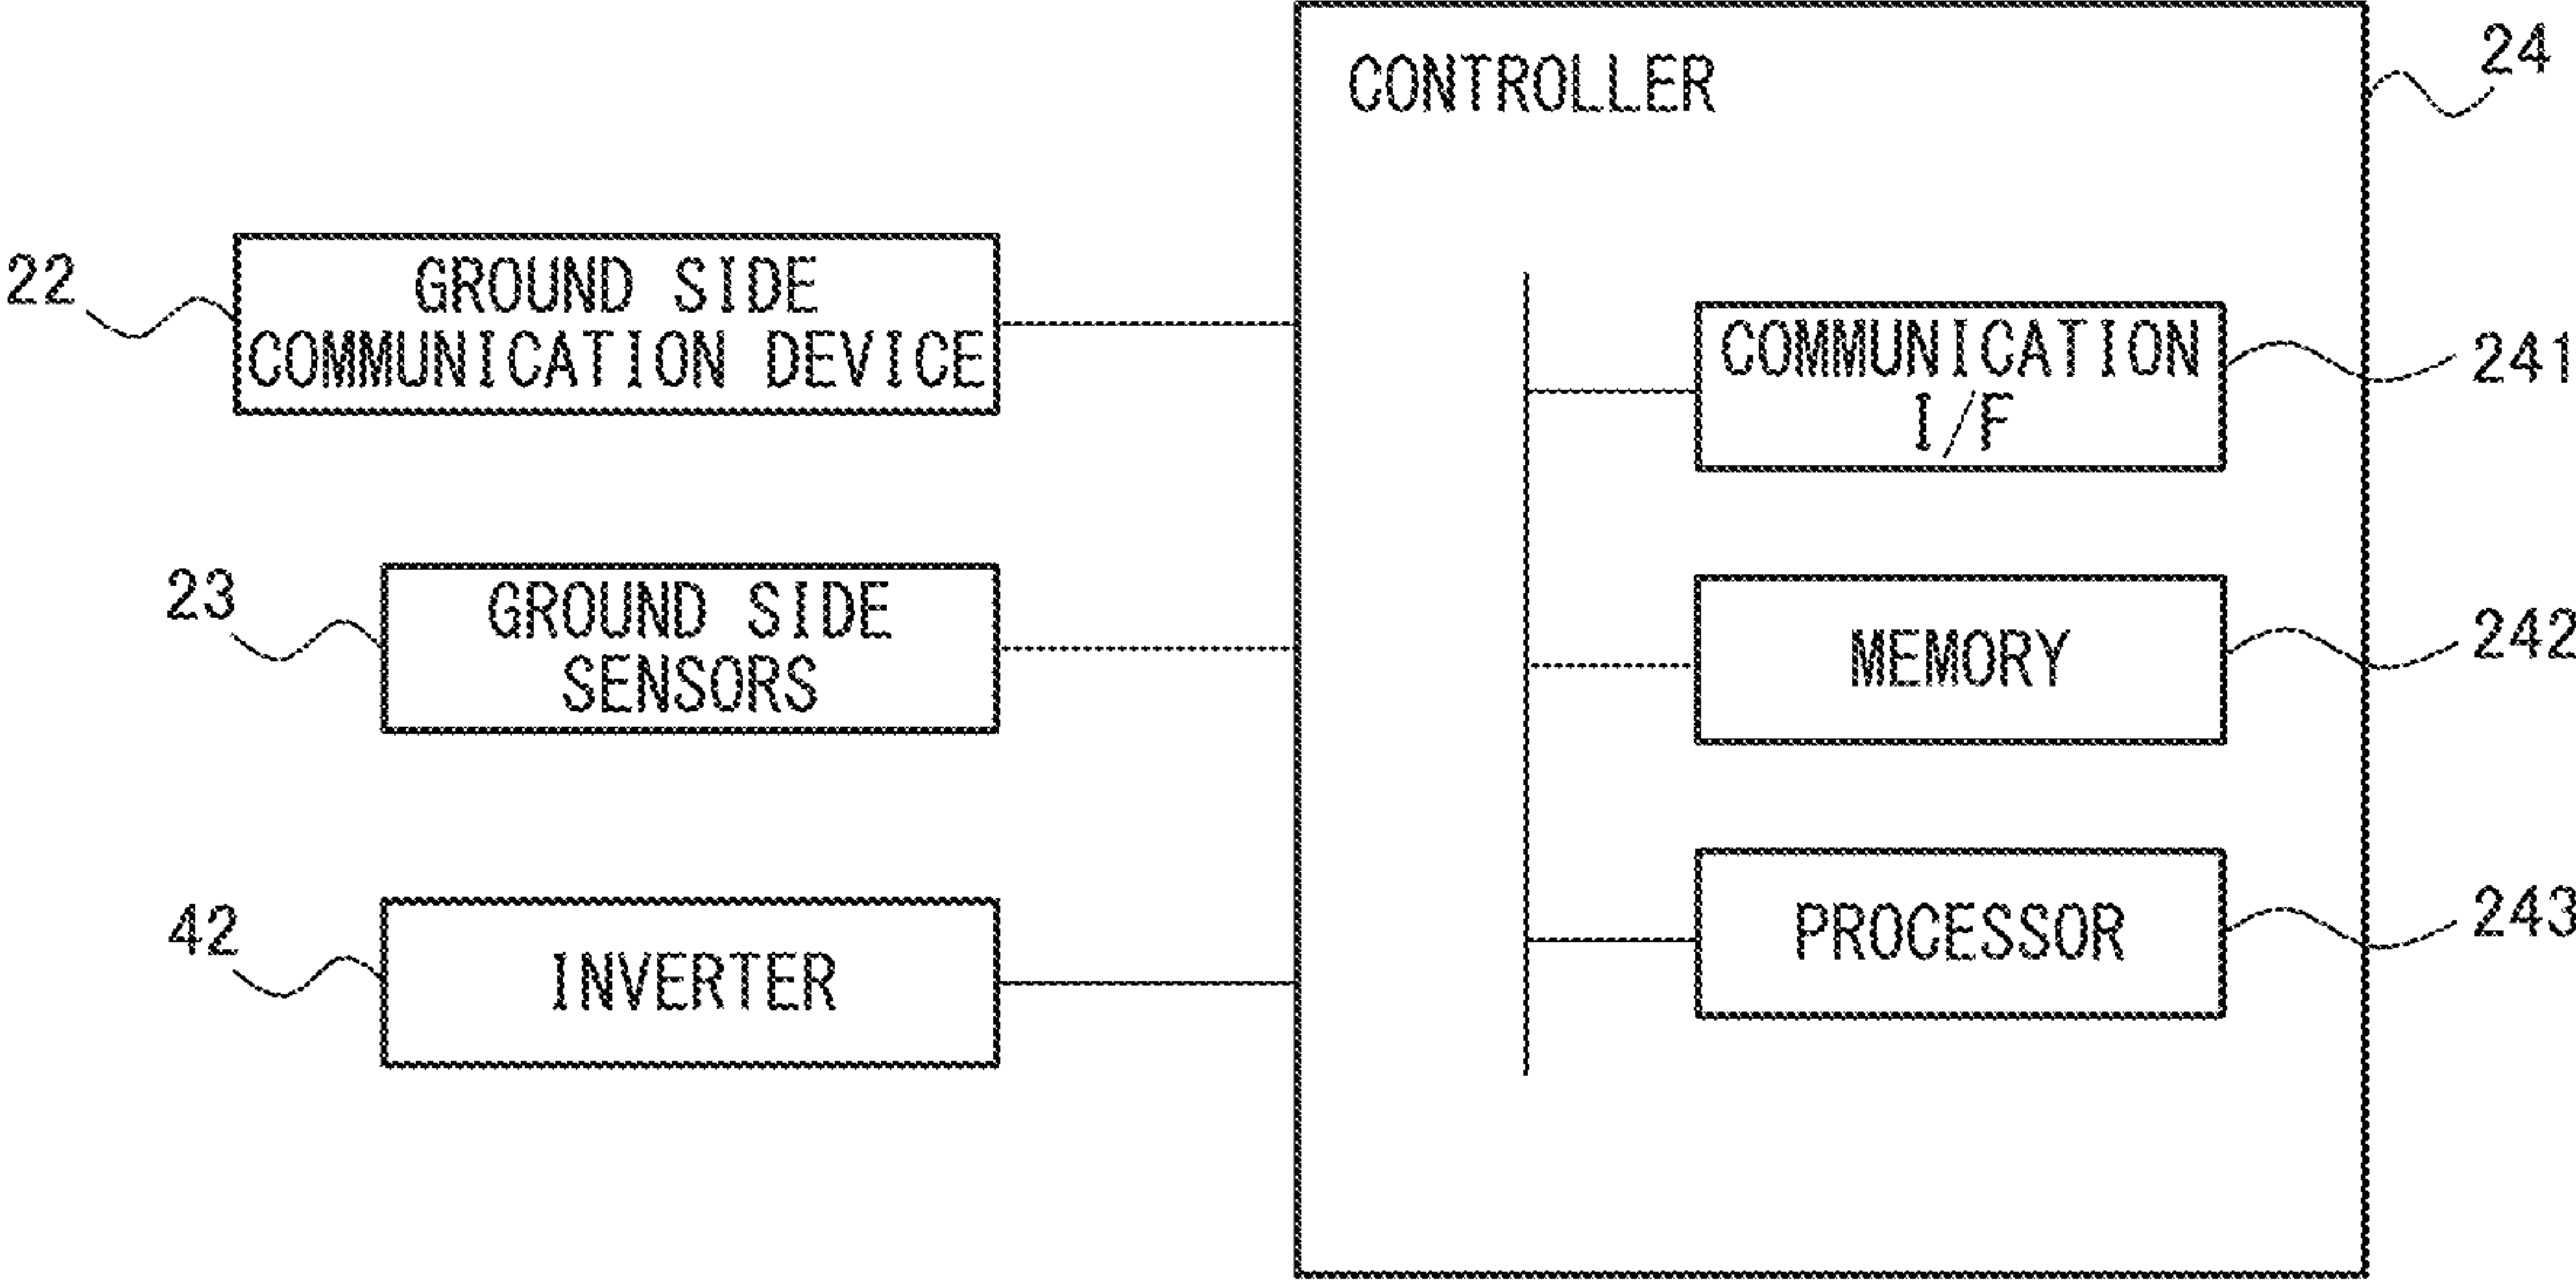 CONTROLLER
24
22
GROUND SIDE
COMMUNICATION DEVICE
COMMUNICATION
I/F
241
23
GROUND SIDE
SENSORS
MEMORY
242
42
INVERTER
PROCESSOR
243